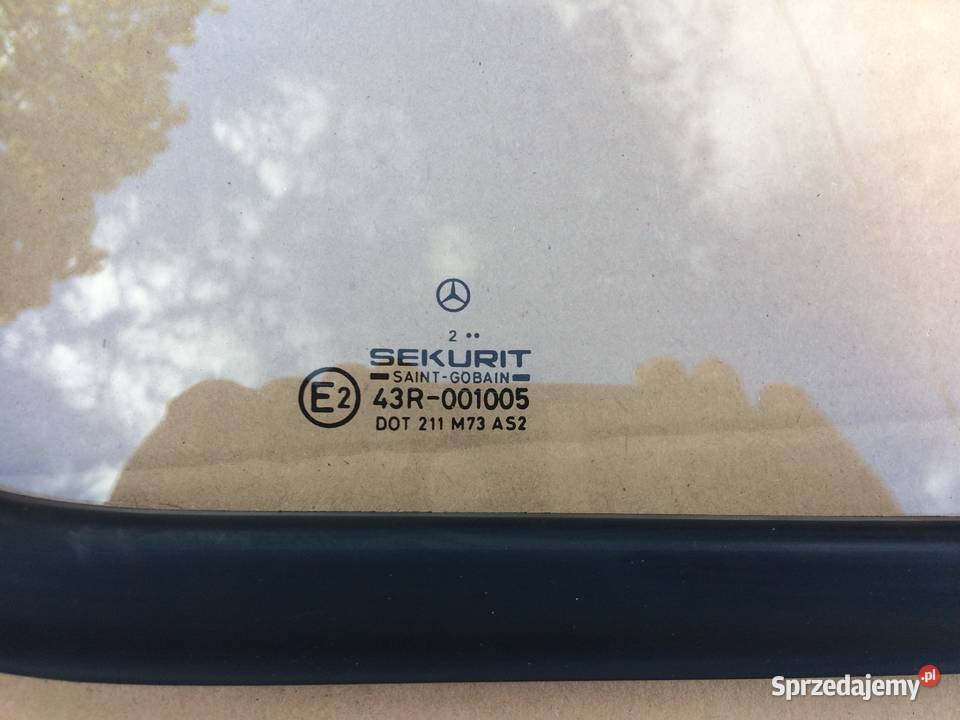 2 ••
SEKURIT
SAINT-GOBAIN
E2 43R-001005
DOT 211 M73 AS2
Sprzedajemy.pl